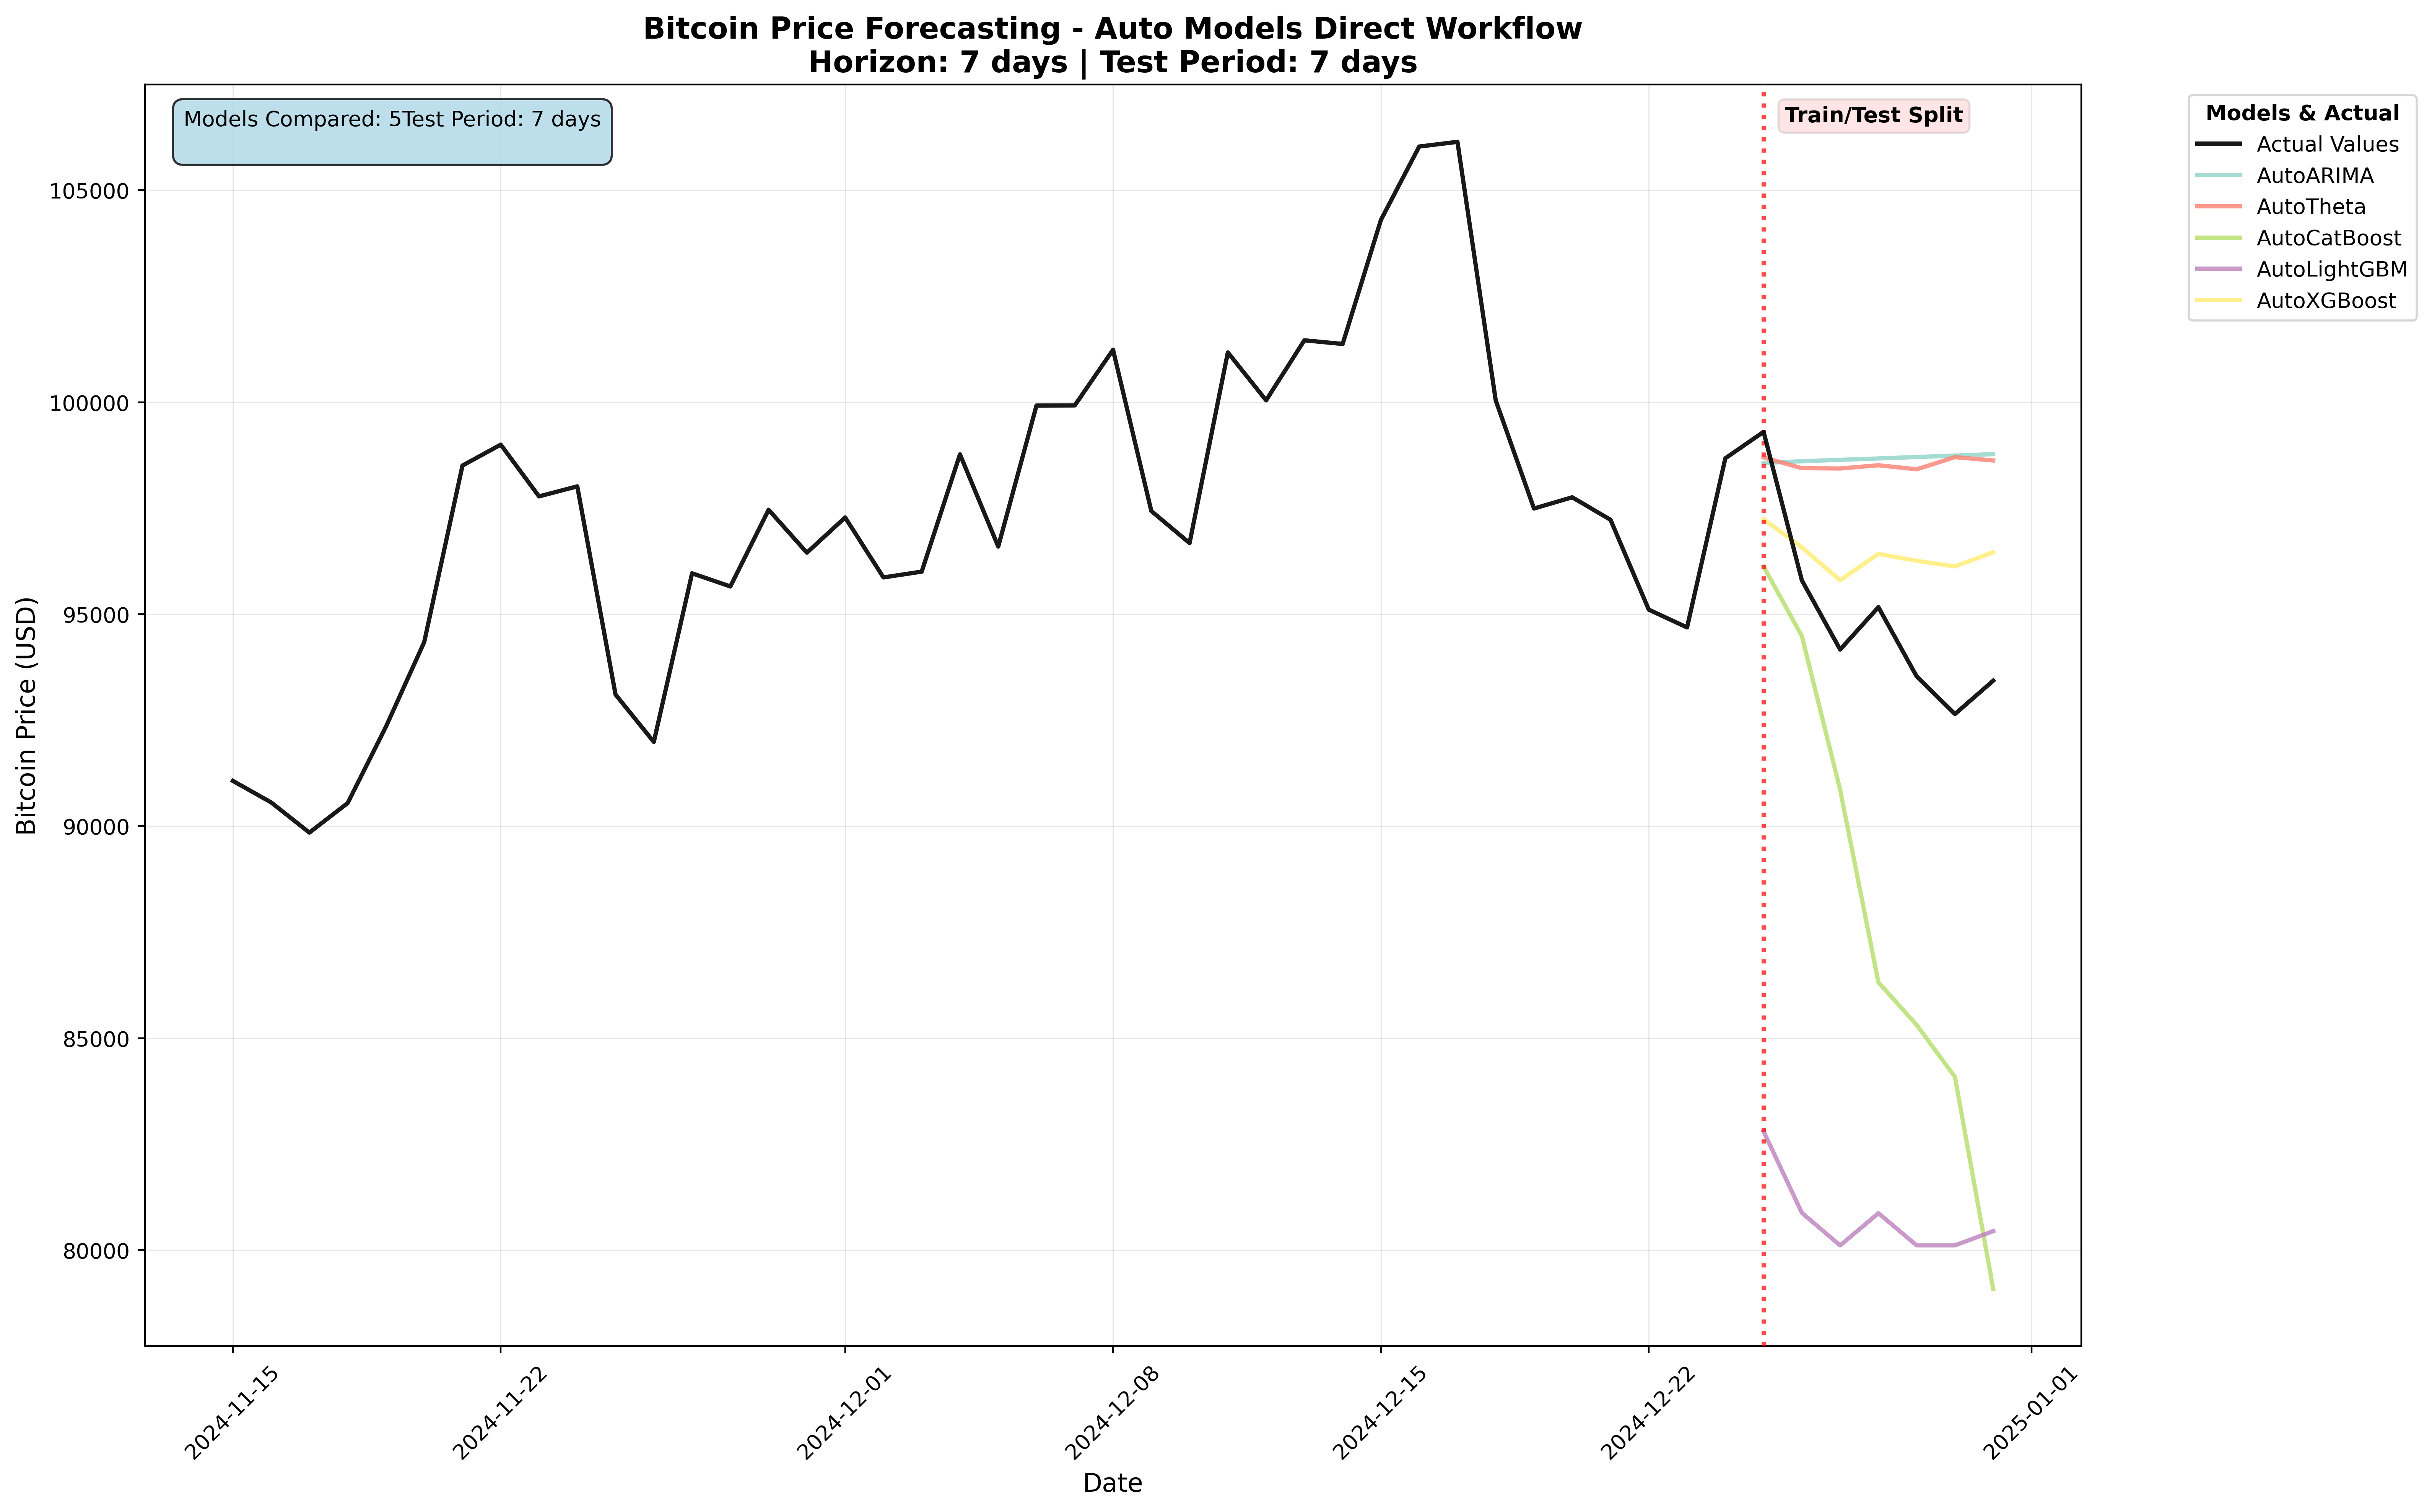 Bitcoin Price Forecasting - Auto Models Direct Workflow
Horizon: 7 days | Test Period: 7 days
Models Compared: 5Test Period: 7 days
Train/Test Split
Models & Actual
Actual Values
AutoARIMA
AutoTheta
AutoCatBoost
AutoLightGBM
AutoXGBoost
Bitcoin Price (USD)
105000
100000
95000
90000
85000
80000
2024-11-15
2024-11-22
2024-12-01
2024-12-08
2024-12-15
2024-12-22
2025-01-01
Date